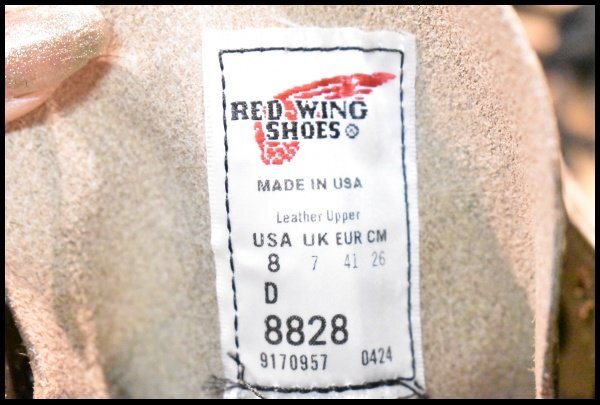 RED WING
SHOES ®
MADE IN USA
Leather Upper
USA UK EUR CM
8 7 41 26
D
8828
9170957 0424